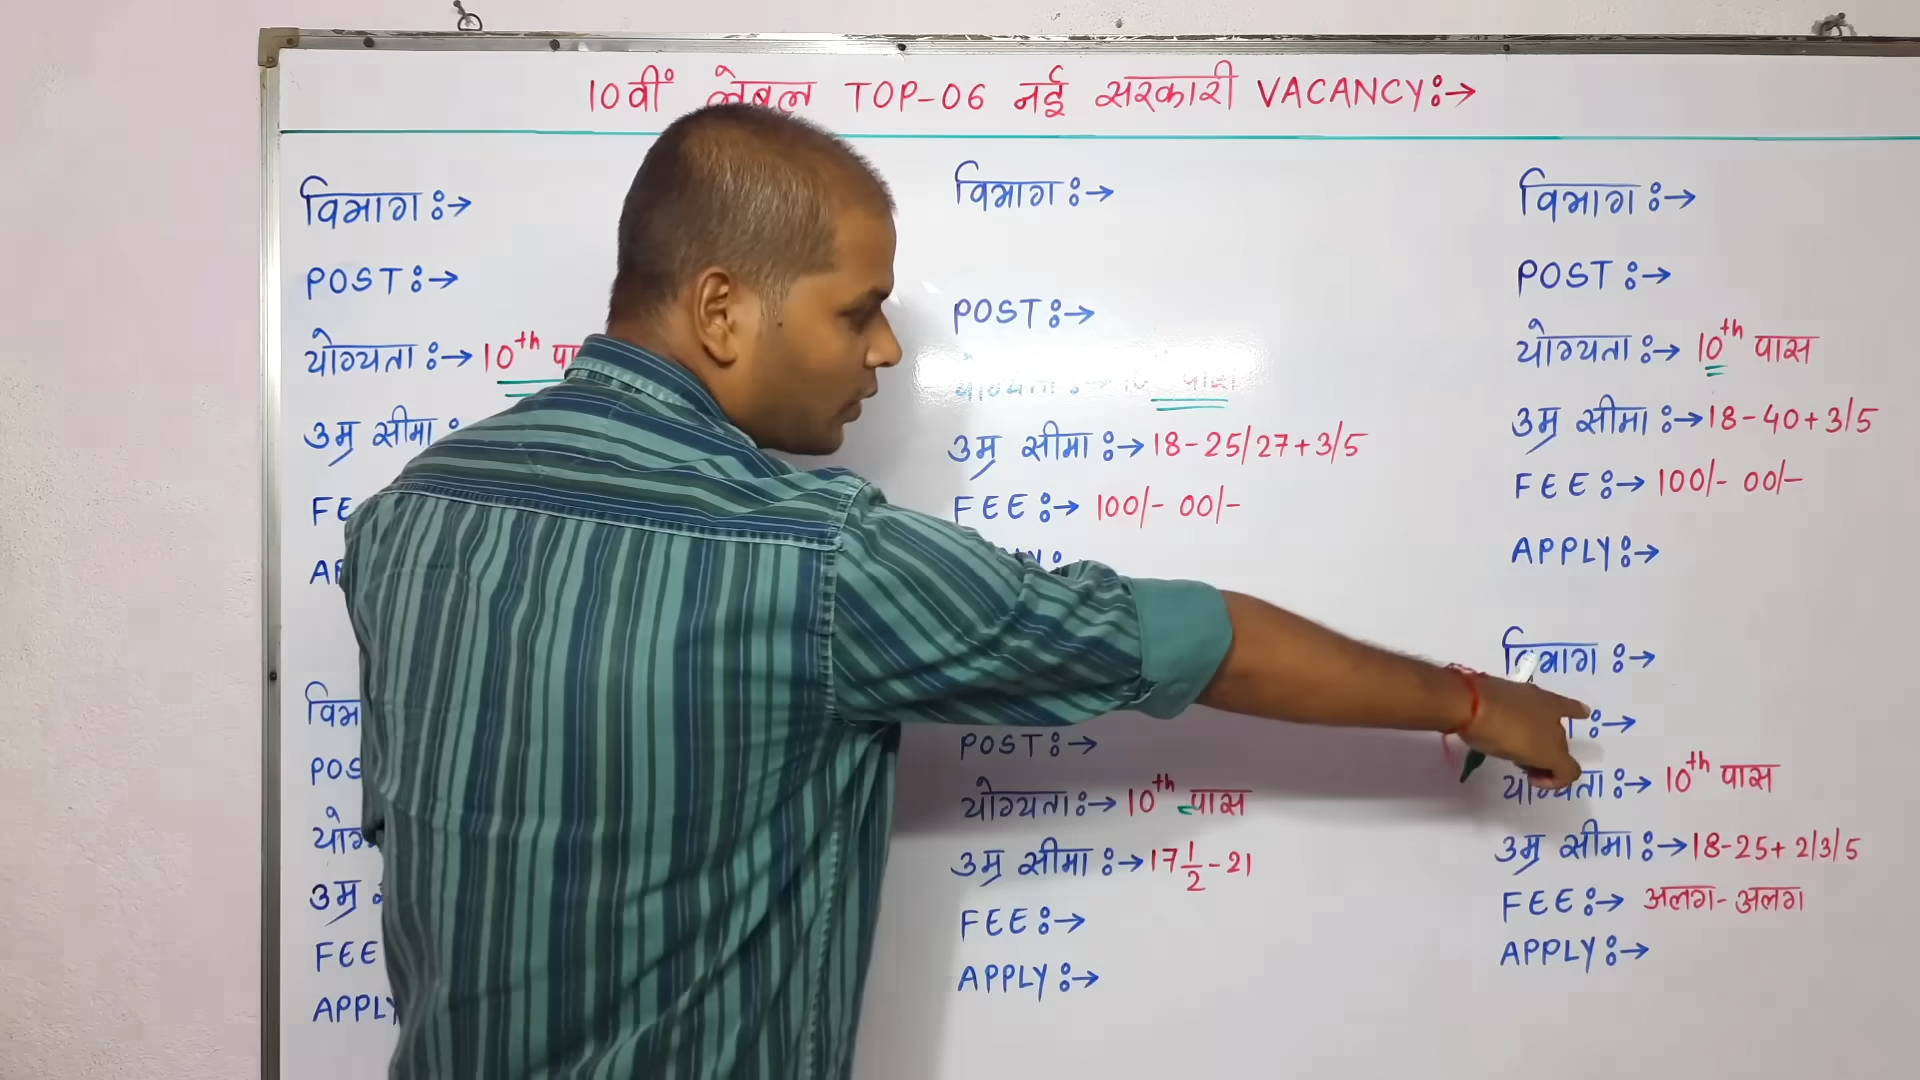 10वीं लेबल TOP-06 नई सरकारी VACANCY:→
विभाग:→
POST:→
योग्यता:→ 10th
उम्र सीमा:
FE
विभा
POS
योग्य
उम्र
FEE
APPLY
विभाग:→
POST:→
योग्यता:→ 10 पास
उम्र सीमा:→ 18-25/27+3/5
FEE:→ 100/- 00/-
POST:→
योग्यता:→ 10th पास
उम्र सीमा:→ 17 1/2 - 21
FEE:→
APPLY:→
विभाग:→
POST:→
योग्यता:→ 10th पास
उम्र सीमा:→ 18-40+3/5
FEE:→ 100/- 00/-
APPLY:→
विभाग:→
T:→
योग्यता:→ 10th पास
उम्र सीमा:→ 18-25+ 2/3/5
FEE:→ अलग-अलग
APPLY:→